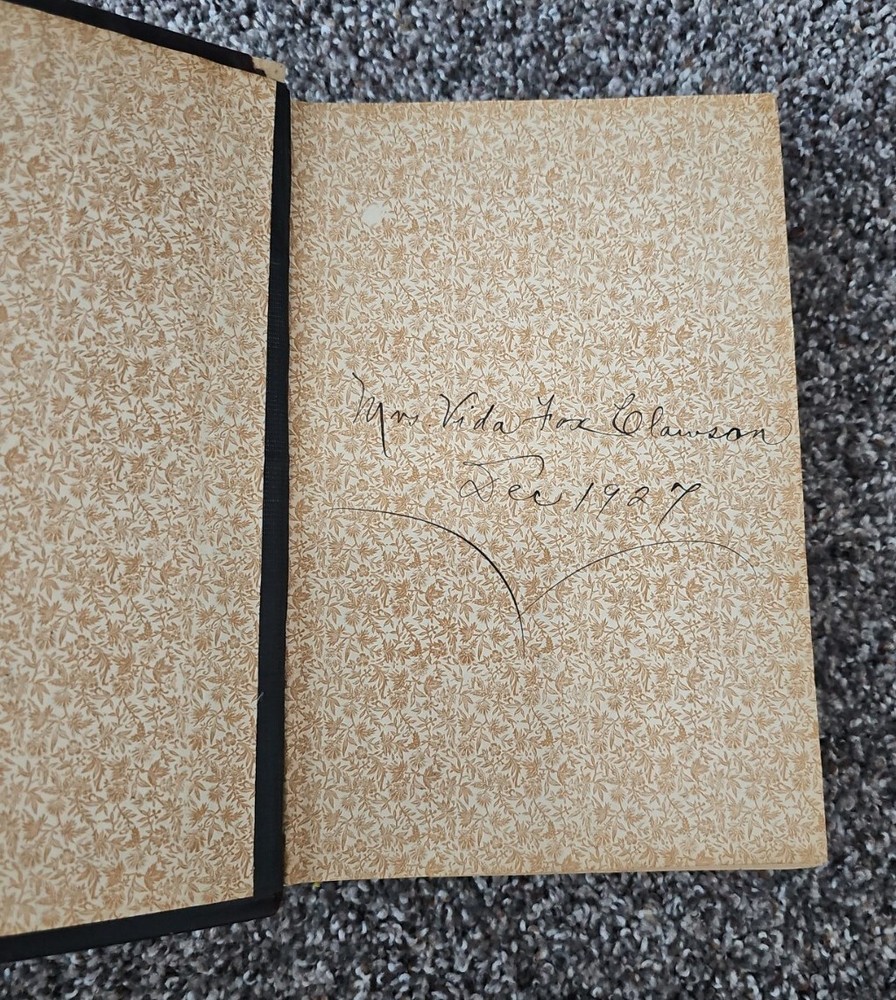 Mrs. Vida Fox Clawson
Dec 1927